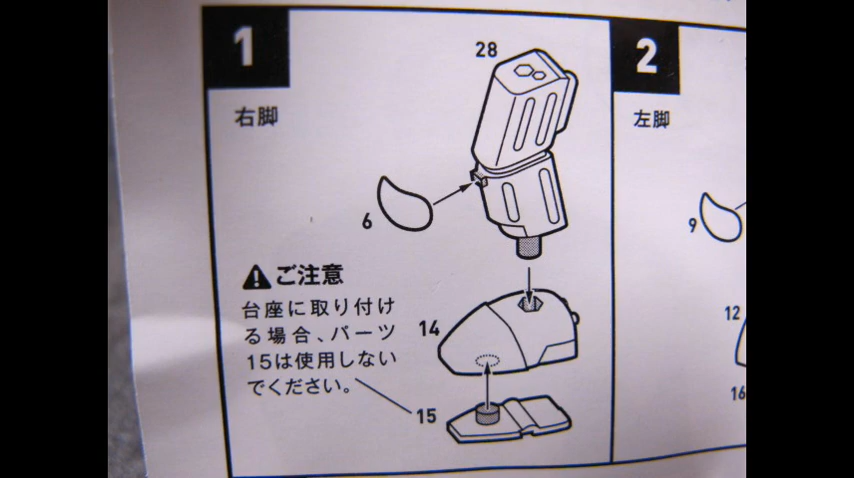 1
右脚
28
6
⚠ご注意
台座に取り付け
る場合、パーツ
15は使用しない
でください。
14
15
2
左脚
9
12
16